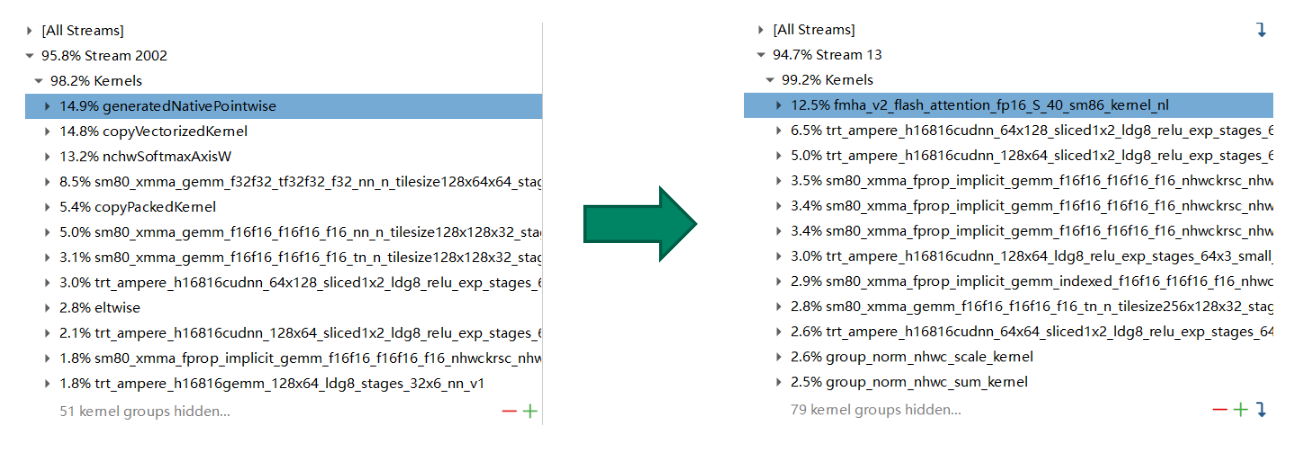 [All Streams]
95.8% Stream 2002
98.2% Kernels
14.9% generatedNativePointwise
14.8% copyVectorizedKernel
13.2% nchwSoftmaxAxisW
8.5% sm80_xmma_gemm_f32f32_tf32f32_f32_nn_n_tilesize128x64x64_stag
5.4% copyPackedKernel
5.0% sm80_xmma_gemm_f16f16_f16f16_f16_nn_n_tilesize128x128x32_sta
3.1% sm80_xmma_gemm_f16f16_f16f16_f16_tn_n_tilesize128x128x32_stag
3.0% trt_ampere_h16816cudnn_64x128_sliced1x2_ldg8_relu_exp_stages_6
2.8% eltwise
2.1% trt_ampere_h16816cudnn_128x64_sliced1x2_ldg8_relu_exp_stages_6
1.8% sm80_xmma_fprop_implicit_gemm_f16f16_f16f16_f16_nhwckrsc_nhw
1.8% trt_ampere_h16816gemm_128x64_ldg8_stages_32x6_nn_v1
51 kernel groups hidden...
[All Streams]
94.7% Stream 13
99.2% Kernels
12.5% fmha_v2_flash_attention_fp16_S_40_sm86_kernel_nl
6.5% trt_ampere_h16816cudnn_64x128_sliced1x2_ldg8_relu_exp_stages_6
5.0% trt_ampere_h16816cudnn_128x64_sliced1x2_ldg8_relu_exp_stages_6
3.5% sm80_xmma_fprop_implicit_gemm_f16f16_f16f16_f16_nhwckrsc_nhw
3.4% sm80_xmma_fprop_implicit_gemm_f16f16_f16f16_f16_nhwckrsc_nhw
3.4% sm80_xmma_fprop_implicit_gemm_f16f16_f16f16_f16_nhwckrsc_nhw
3.0% trt_ampere_h16816cudnn_128x64_ldg8_relu_exp_stages_64x3_small_
2.9% sm80_xmma_fprop_implicit_gemm_indexed_f16f16_f16f16_f16_nhwc
2.8% sm80_xmma_gemm_f16f16_f16f16_f16_tn_n_tilesize256x128x32_stag
2.6% trt_ampere_h16816cudnn_64x64_sliced1x2_ldg8_relu_exp_stages_64
2.6% group_norm_nhwc_scale_kernel
2.5% group_norm_nhwc_sum_kernel
79 kernel groups hidden...